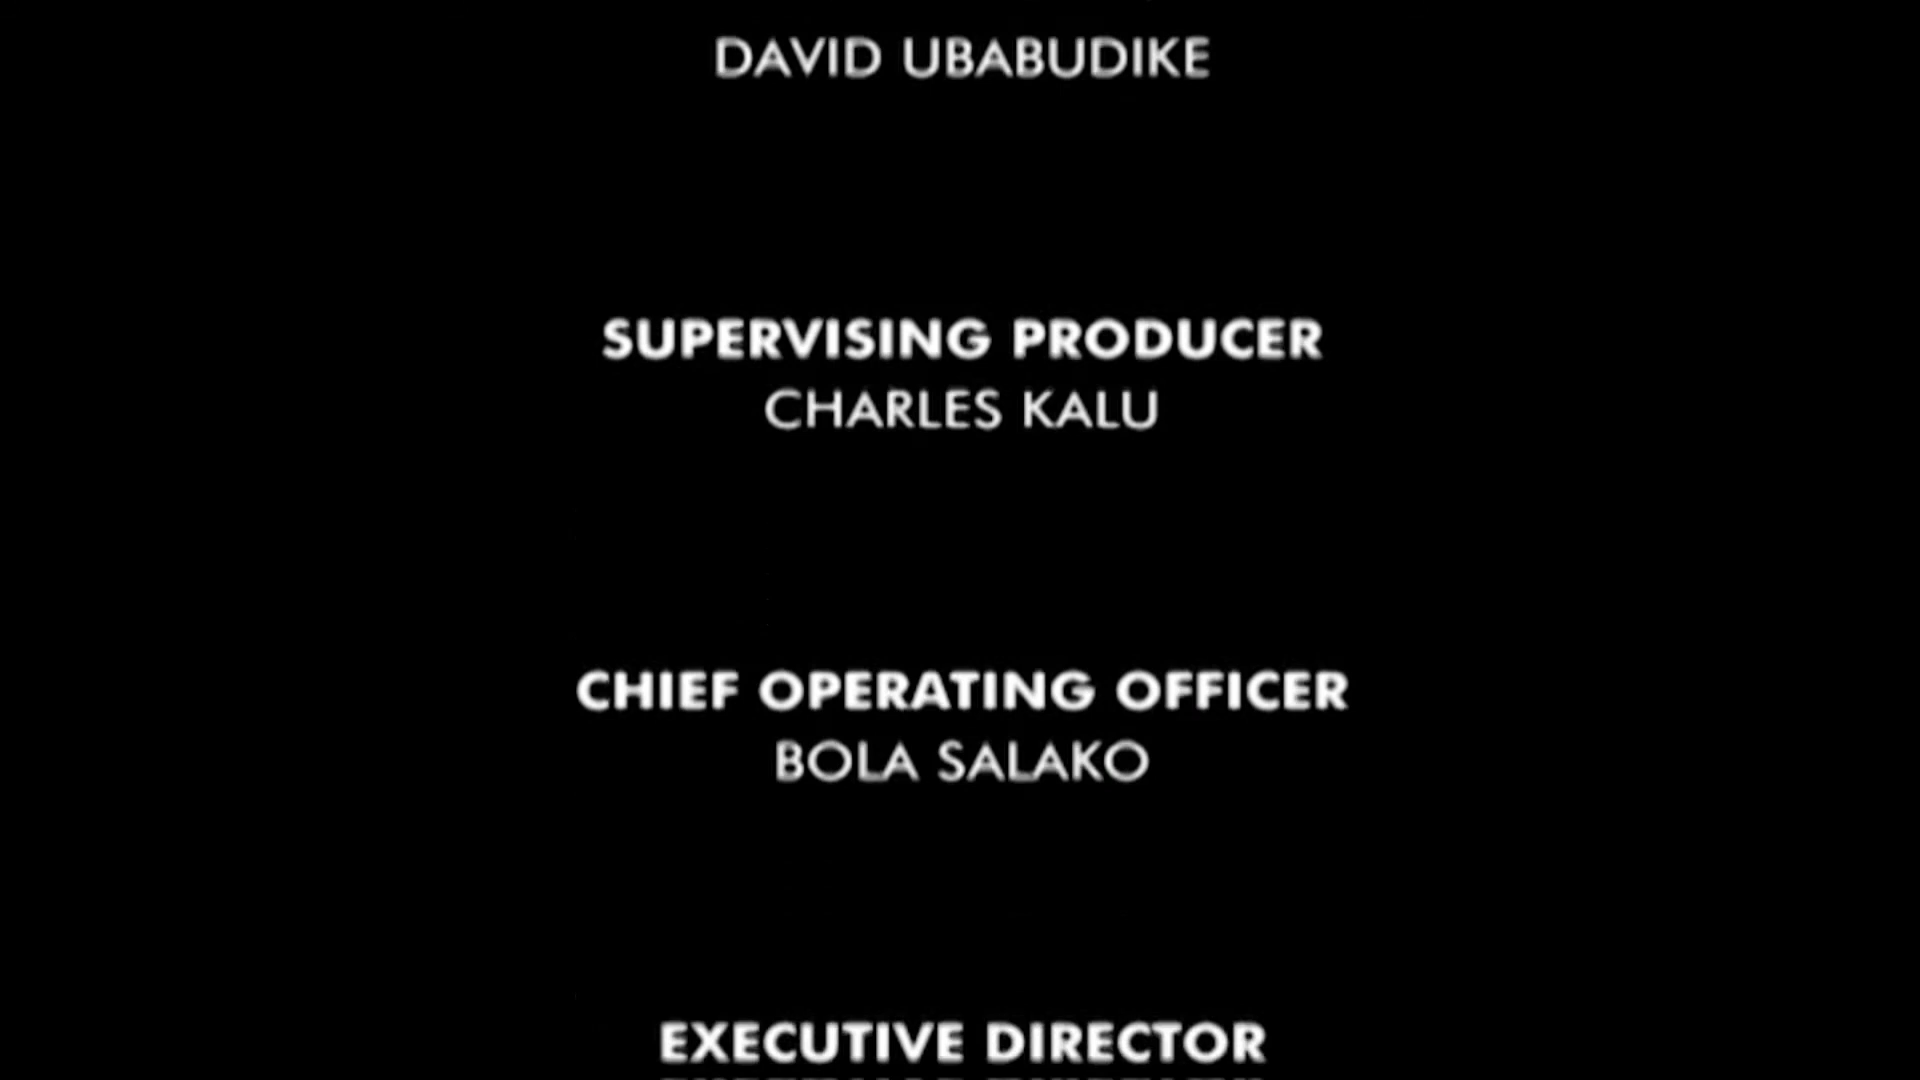 DAVID UBABUDIKE
SUPERVISING PRODUCER
CHARLES KALU
CHIEF OPERATING OFFICER
BOLA SALAKO
EXECUTIVE DIRECTOR